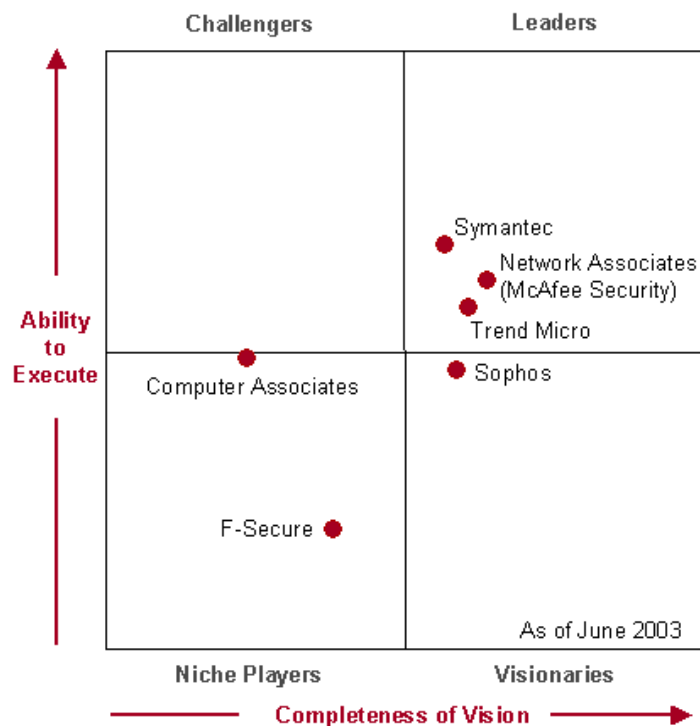 Challengers
Leaders
Symantec
Network Associates
(McAfee Security)
Ability
to
Execute
Trend Micro
Computer Associates
Sophos
F-Secure
As of June 2003
Niche Players
Visionaries
Completeness of Vision